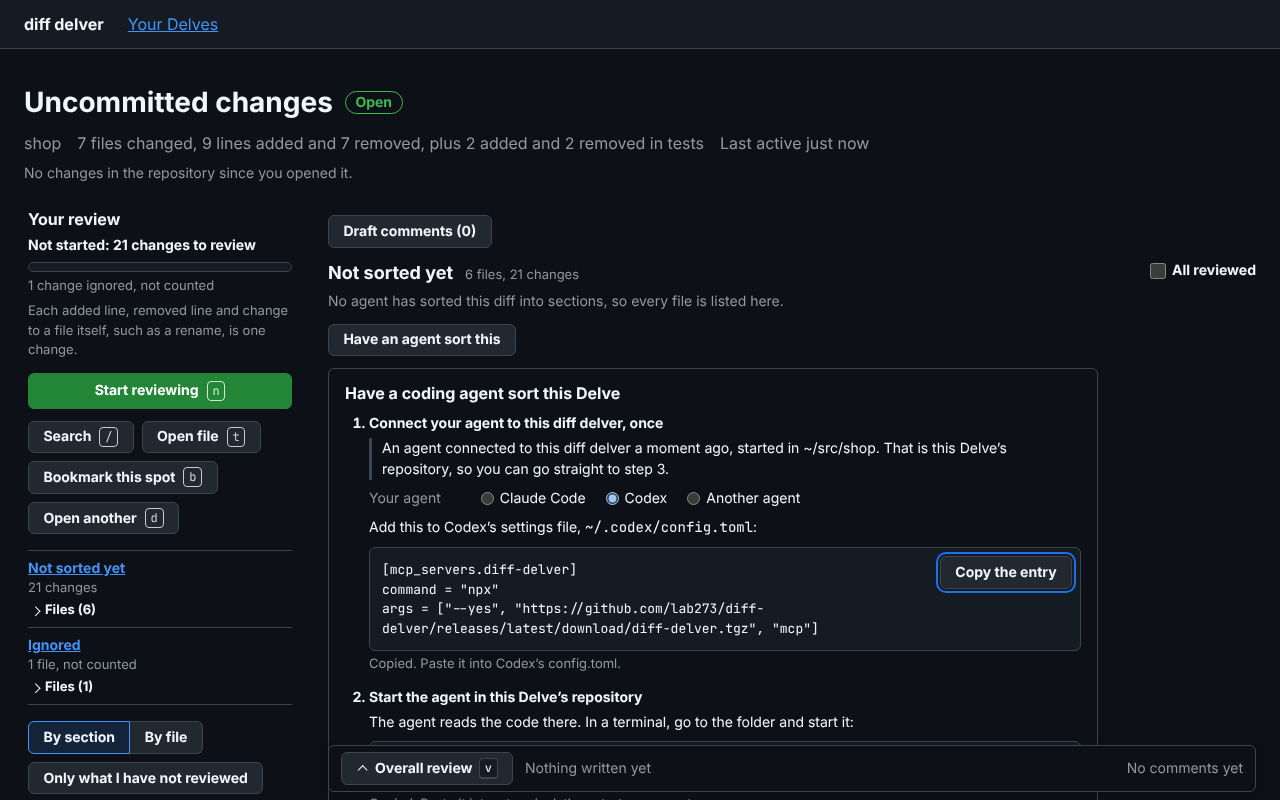 diff delver Your Delves
Uncommitted changes Open
shop 7 files changed, 9 lines added and 7 removed, plus 2 added and 2 removed in tests Last active just now
No changes in the repository since you opened it.
Your review
Not started: 21 changes to review
1 change ignored, not counted
Each added line, removed line and change
to a file itself, such as a rename, is one
change.
Start reviewing n
Search / Open file t
Bookmark this spot b
Open another d
Not sorted yet
21 changes
Files (6)
Ignored
1 file, not counted
Files (1)
By section By file
Only what I have not reviewed
Draft comments (0)
Not sorted yet 6 files, 21 changes All reviewed
No agent has sorted this diff into sections, so every file is listed here.
Have an agent sort this
Have a coding agent sort this Delve
1. Connect your agent to this diff delver, once
An agent connected to this diff delver a moment ago, started in ~/src/shop. That is this Delve’s
repository, so you can go straight to step 3.
Your agent Claude Code Codex Another agent
Add this to Codex’s settings file, ~/.codex/config.toml:
[mcp_servers.diff-delver]
command = "npx"
args = ["--yes", "https://github.com/lab273/diff-
delver/releases/latest/download/diff-delver.tgz", "mcp"]
Copy the entry
Copied. Paste it into Codex’s config.toml.
2. Start the agent in this Delve’s repository
The agent reads the code there. In a terminal, go to the folder and start it:
Overall review v Nothing written yet No comments yet